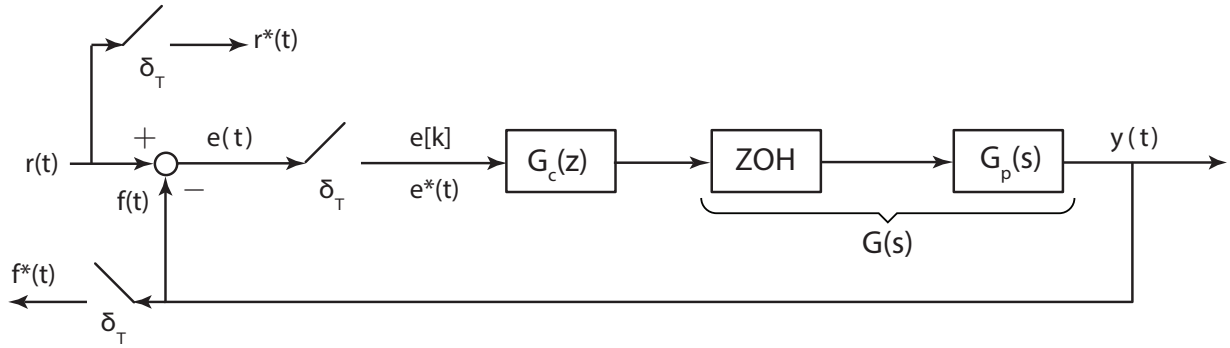 r*(t)
δ_T
+
e(t)
e[k]
G_c(z)
ZOH
G_p(s)
y(t)
r(t)
−
δ_T
e*(t)
f(t)
G(s)
f*(t)
δ_T